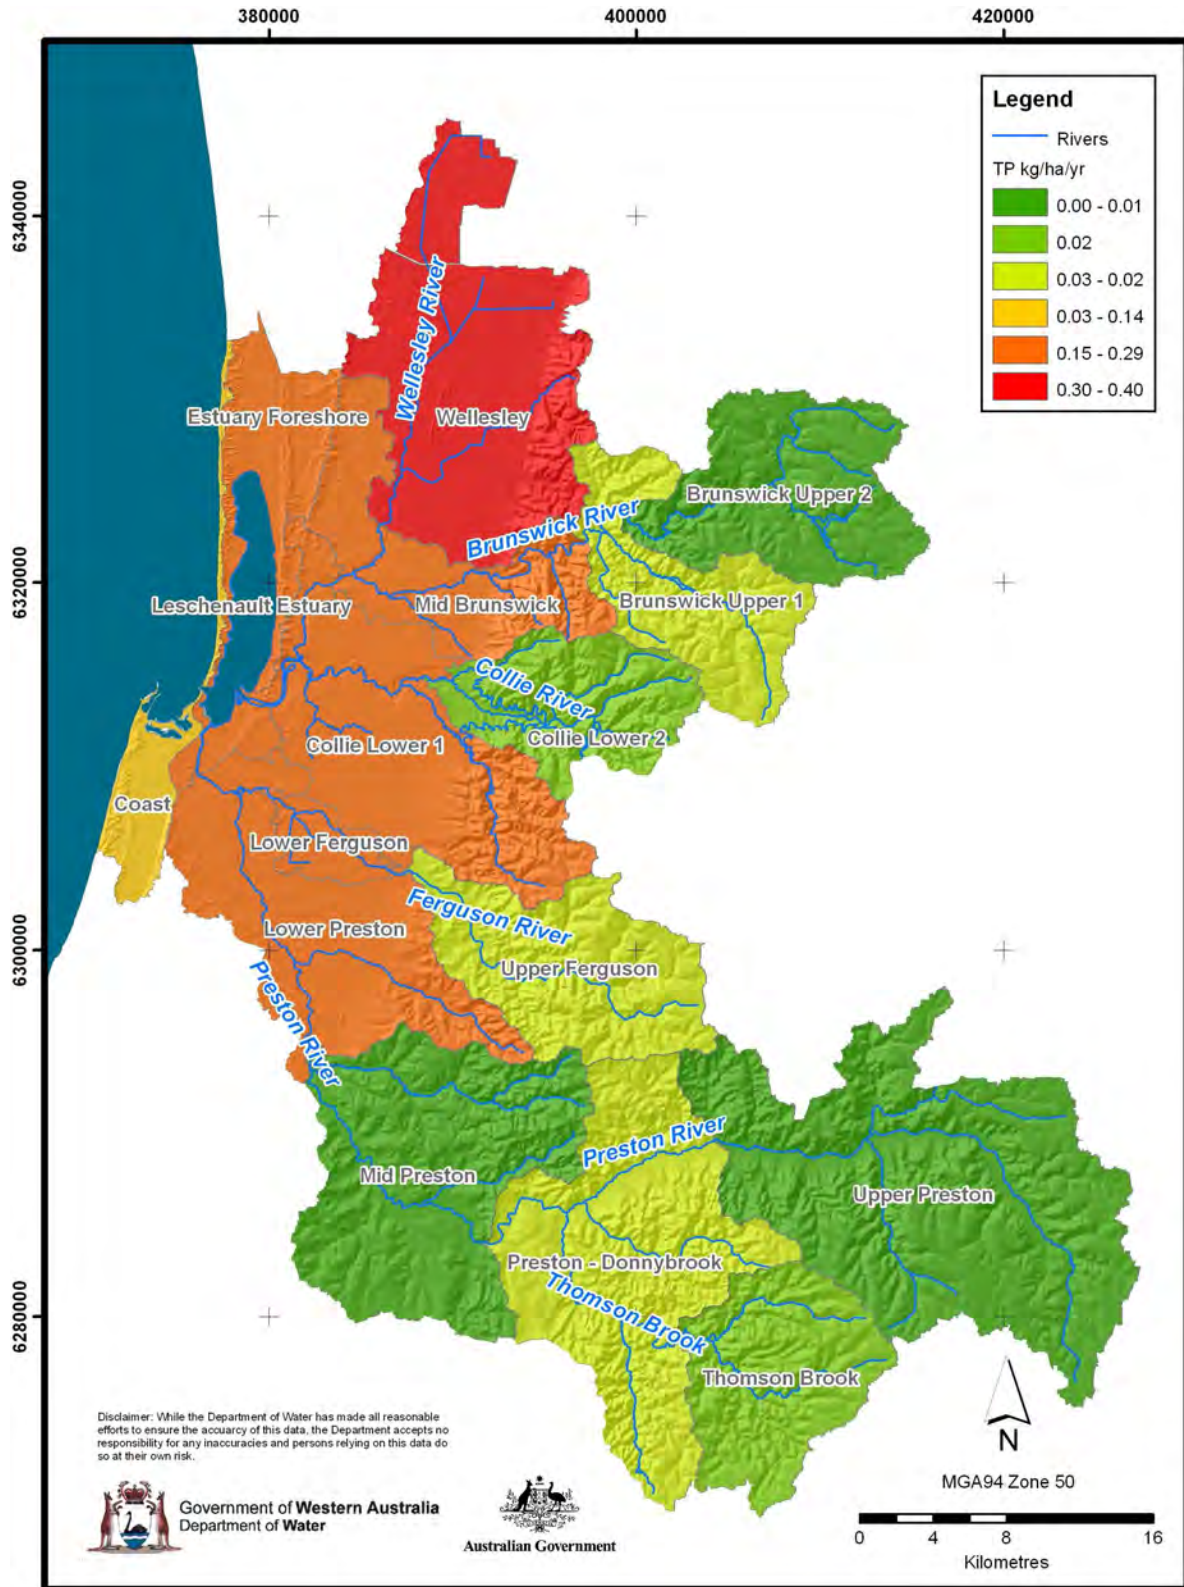 380000
400000
420000
6340000
6320000
6300000
6280000
Legend
Rivers
TP kg/ha/yr
0.00 - 0.01
0.02
0.03 - 0.02
0.03 - 0.14
0.15 - 0.29
0.30 - 0.40
Wellesley River
Estuary Foreshore
Wellesley
Brunswick Upper 2
Brunswick River
Leschenault Estuary
Mid Brunswick
Brunswick Upper 1
Collie River
Collie Lower 1
Collie Lower 2
Coast
Lower Ferguson
Ferguson River
Lower Preston
Upper Ferguson
Preston River
Preston River
Mid Preston
Upper Preston
Preston - Donnybrook
Thomson Brook
Thomson Brook
N
MGA94 Zone 50
0 4 8 16
Kilometres
Disclaimer: While the Department of Water has made all reasonable
efforts to ensure the accuarcy of this data, the Department accepts no
responsibility for any inaccuracies and persons relying on this data do
so at their own risk.
Government of Western Australia
Department of Water
Australian Government